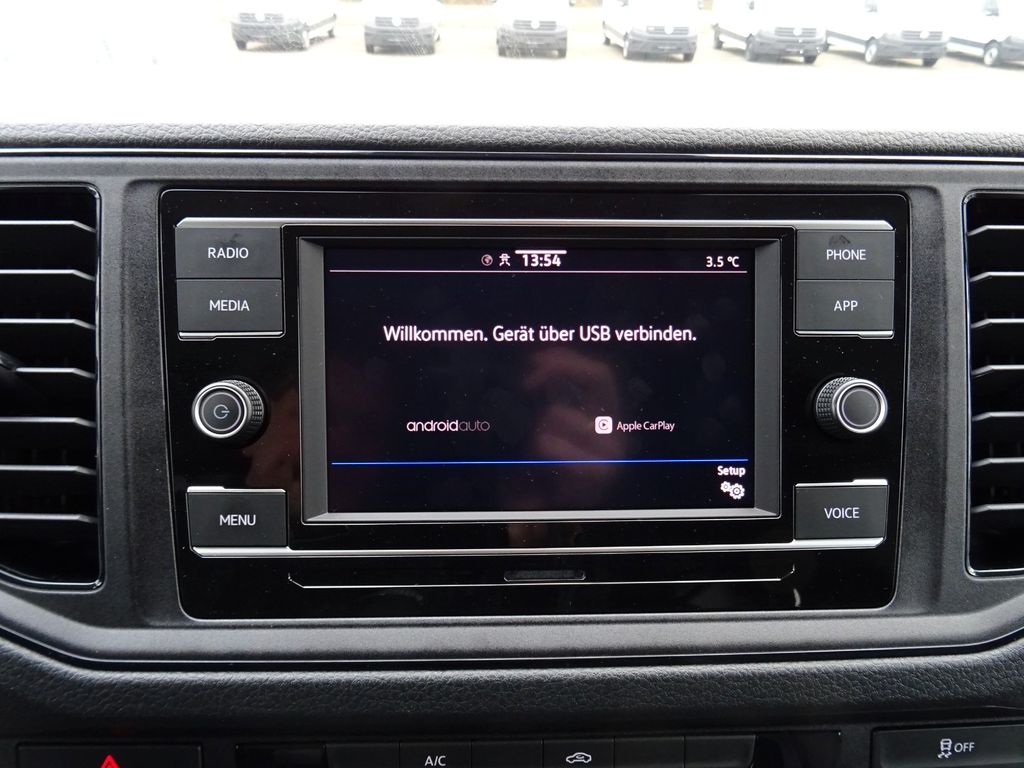 RADIO
MEDIA
MENU
13:54
3.5 °C
Willkommen. Gerät über USB verbinden.
androidauto
Apple CarPlay
Setup
PHONE
APP
VOICE
A/C
OFF